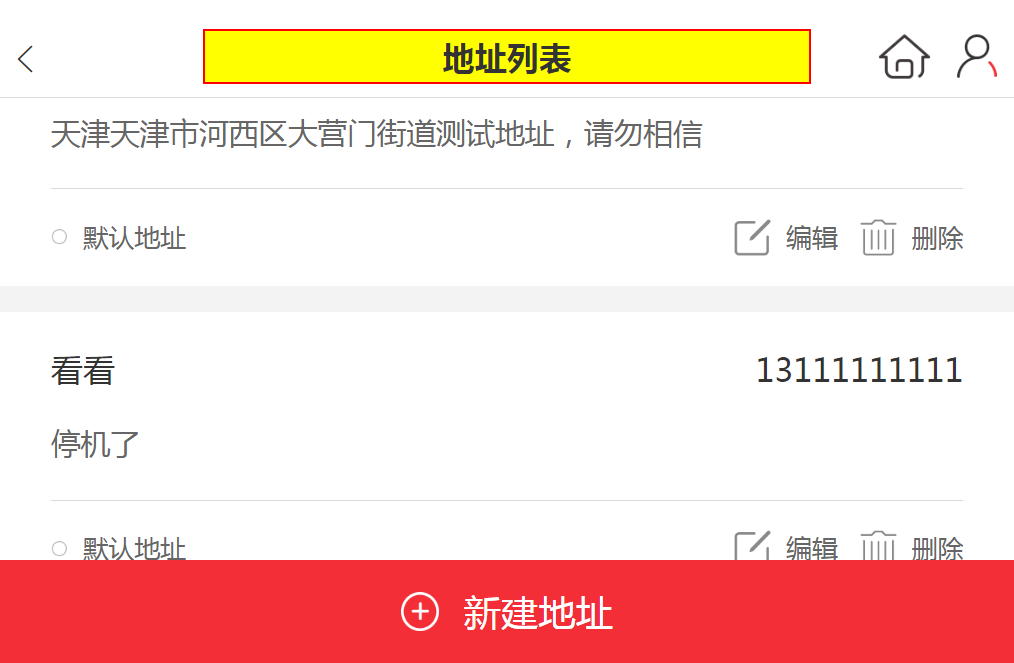 地址列表
天津天津市河西区大营门街道测试地址，请勿相信
默认地址 编辑 删除
看看 13111111111
停机了
默认地址 编辑 删除
新建地址